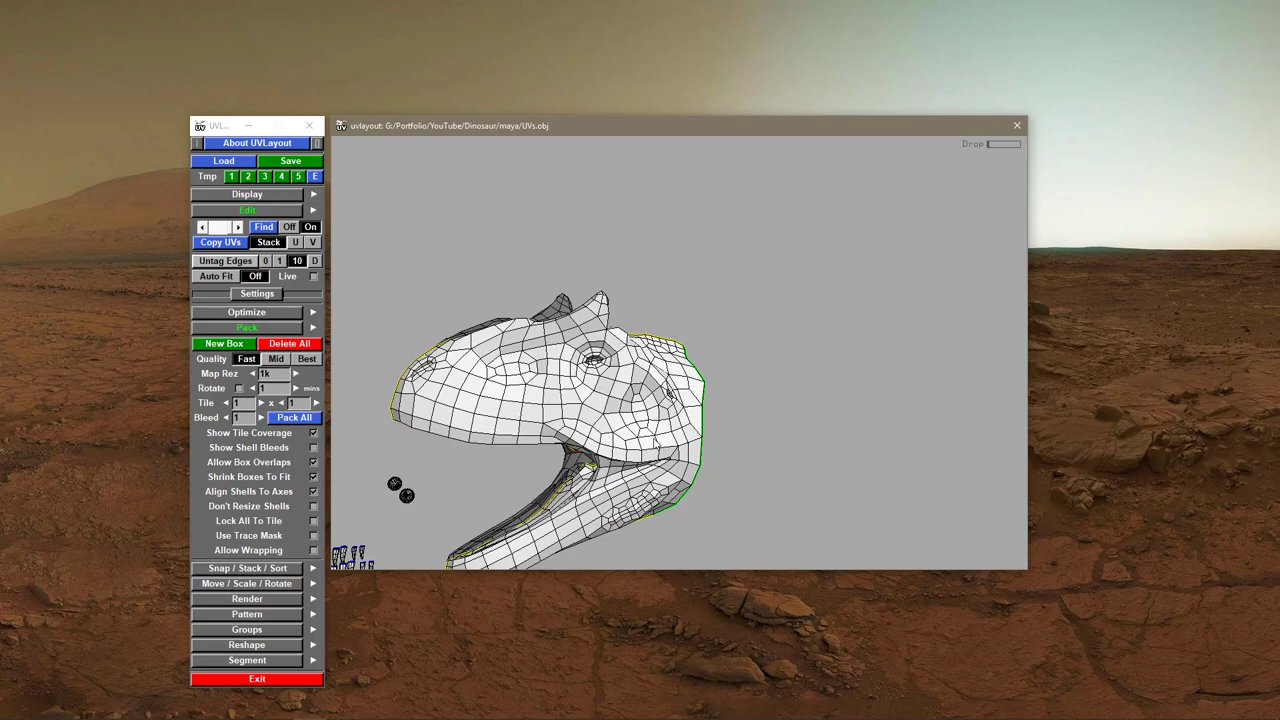 UVL...
uvlayout: G:/Portfolio/YouTube/Dinosaur/maya/UVs.obj
About UVLayout
Drop
Load Save
Tmp 1 2 3 4 5 E
Display
Edit
Find Off On
Copy UVs Stack U V
Untag Edges 0 1 10 D
Auto Fit Off Live
Settings
Optimize
Pack
New Box Delete All
Quality Fast Mid Best
Map Rez 1k
Rotate 1 mins
Tile 1 x 1
Bleed 1 Pack All
Show Tile Coverage
Show Shell Bleeds
Allow Box Overlaps
Shrink Boxes To Fit
Align Shells To Axes
Don't Resize Shells
Lock All To Tile
Use Trace Mask
Allow Wrapping
Snap / Stack / Sort
Move / Scale / Rotate
Render
Pattern
Groups
Reshape
Segment
Exit